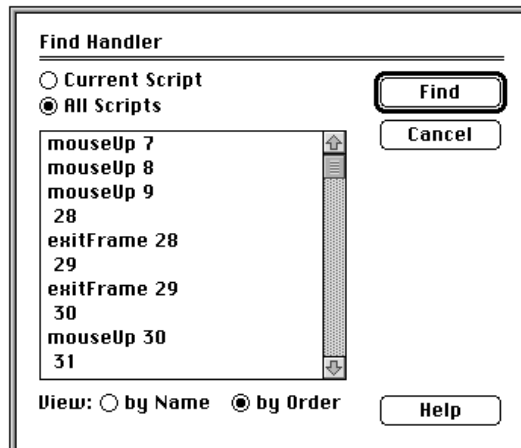 Find Handler
Current Script
All Scripts
Find
Cancel
mouseUp 7
mouseUp 8
mouseUp 9
28
exitFrame 28
29
exitFrame 29
30
mouseUp 30
31
View: by Name by Order
Help